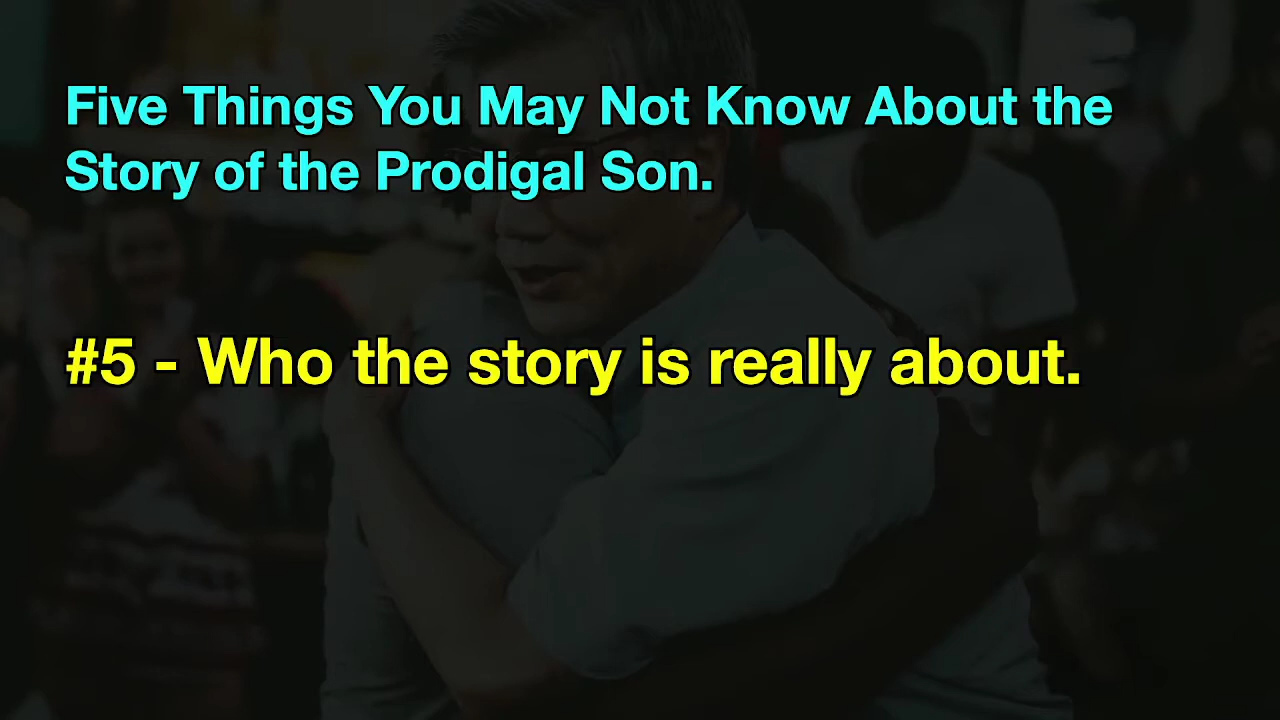 Five Things You May Not Know About the
Story of the Prodigal Son.
#5 - Who the story is really about.